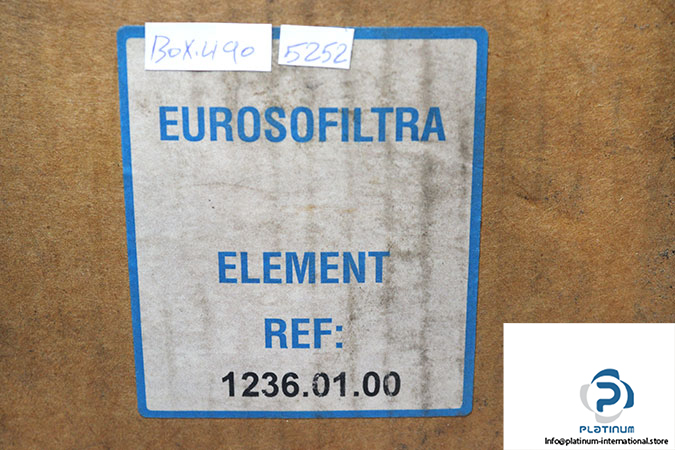 BOX.490 5252
EUROSOFILTRA
ELEMENT
REF:
1236.01.00
PLATINUM
Info@platinum-international.store